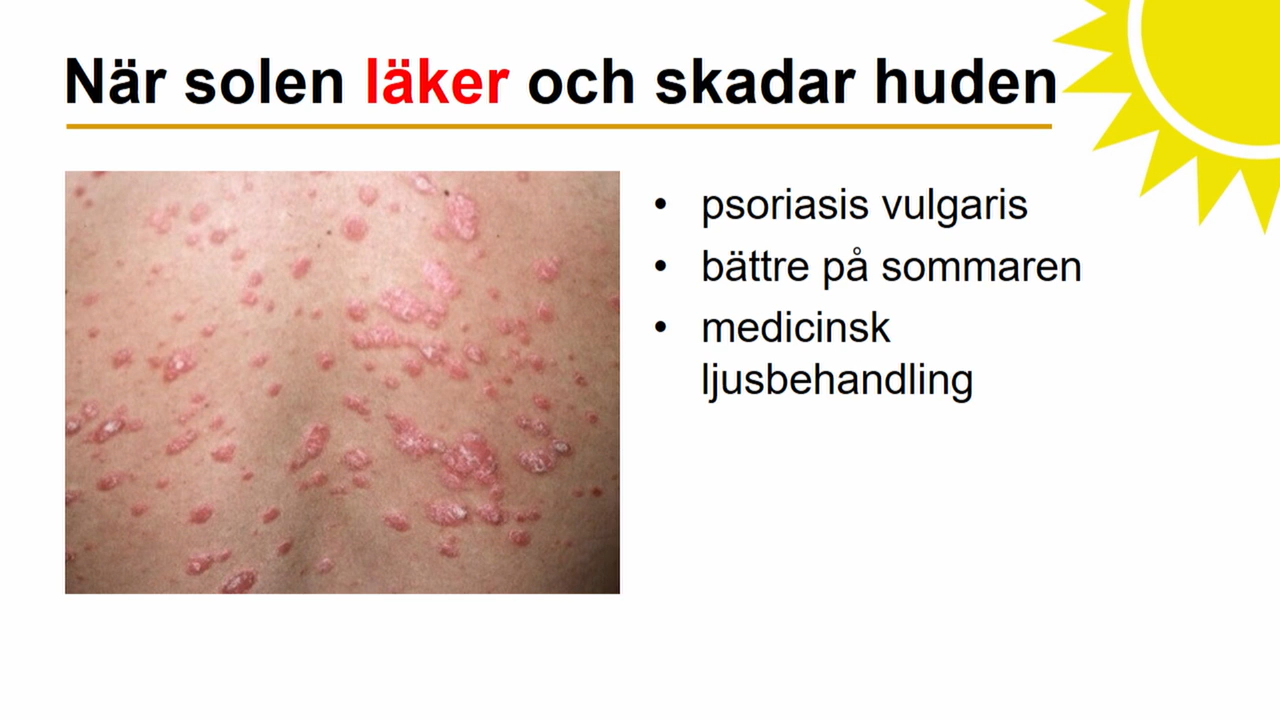 När solen läker och skadar huden
• psoriasis vulgaris
• bättre på sommaren
• medicinsk
ljusbehandling